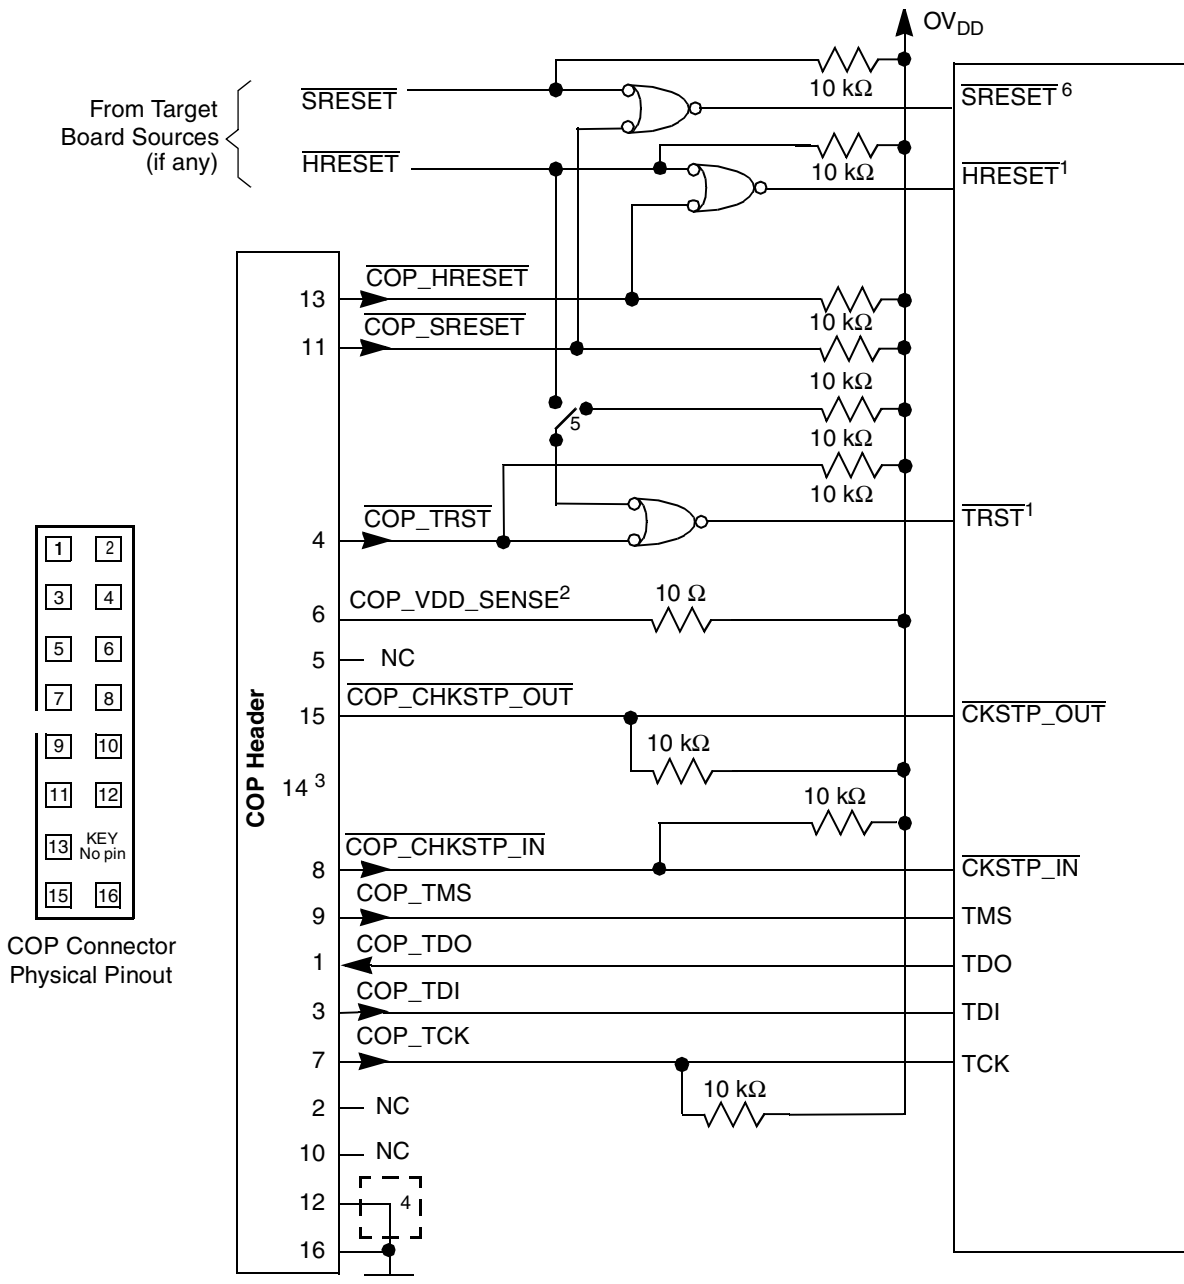 OVDD
10 kΩ
From Target
Board Sources
(if any)
SRESET
SRESET6
HRESET
10 kΩ
HRESET1
COP_HRESET
13
10 kΩ
COP_SRESET
11
10 kΩ
5
10 kΩ
10 kΩ
COP_TRST
4
TRST1
COP_VDD_SENSE2
10 Ω
6
5
NC
COP_CHKSTP_OUT
15
CKSTP_OUT
10 kΩ
COP Header
14 3
10 kΩ
COP_CHKSTP_IN
8
CKSTP_IN
COP_TMS
9
TMS
COP_TDO
1
TDO
COP_TDI
3
TDI
COP_TCK
7
TCK
10 kΩ
2
NC
10
NC
12
4
16
1 2
3 4
5 6
7 8
9 10
11 12
13 KEY
No pin
15 16
COP Connector
Physical Pinout